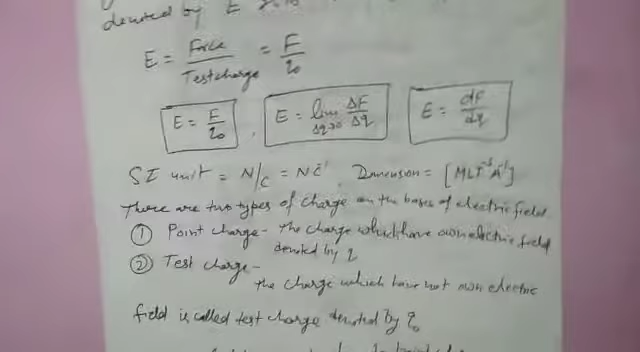 denoted by E
E = Force / Testcharge = F / q₀
E = F / q₀ , E = lim Δq→0 ΔF / Δq E = dF / dq
SI unit = N/C = NC⁻¹, Dimension = [MLT⁻³A⁻¹]
There are two types of charge on the bases of electric field
① Point charge - The charge which have own electric field
denoted by q
② Test charge -
The charge which have not own electric
field is called test charge denoted by q₀